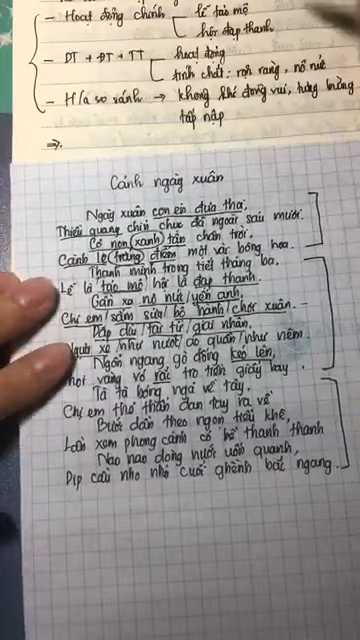 - Hoạt động chính lễ tảo mộ
hội đạp thanh
- DT + ĐT + TT hoạt động
tính chất: rộn ràng, nô nức
- H/a so sánh → không khí đông vui, tưng bừng
tấp nập
⇒
Cảnh ngày xuân
Ngày xuân con én đưa thoi,
Thiều quang chín chục đã ngoài sáu mươi.
Cỏ non (xanh) tận chân trời,
Cành lê (trắng) điểm một vài bông hoa.
Thanh minh trong tiết tháng ba,
Lễ là tảo mộ hội là đạp thanh.
Gần xa nô nức/yến anh,
Chị em/sắm sửa/bộ hành/chơi xuân.
Dập dìu/tài tử/giai nhân,
Ngựa xe/như nước/áo quần/như nêm.
Ngổn ngang gò đống kéo lên,
vàng vó rắc tro tiền giấy bay.
Tà tà bóng ngả về tây,
Chị em thơ thẩn dan tay ra về
Bước dần theo ngọn tiểu khê,
Lần xem phong cảnh có bề thanh thanh
Nao nao dòng nước uốn quanh,
Dịp cầu nho nhỏ cuối ghềnh bắc ngang.